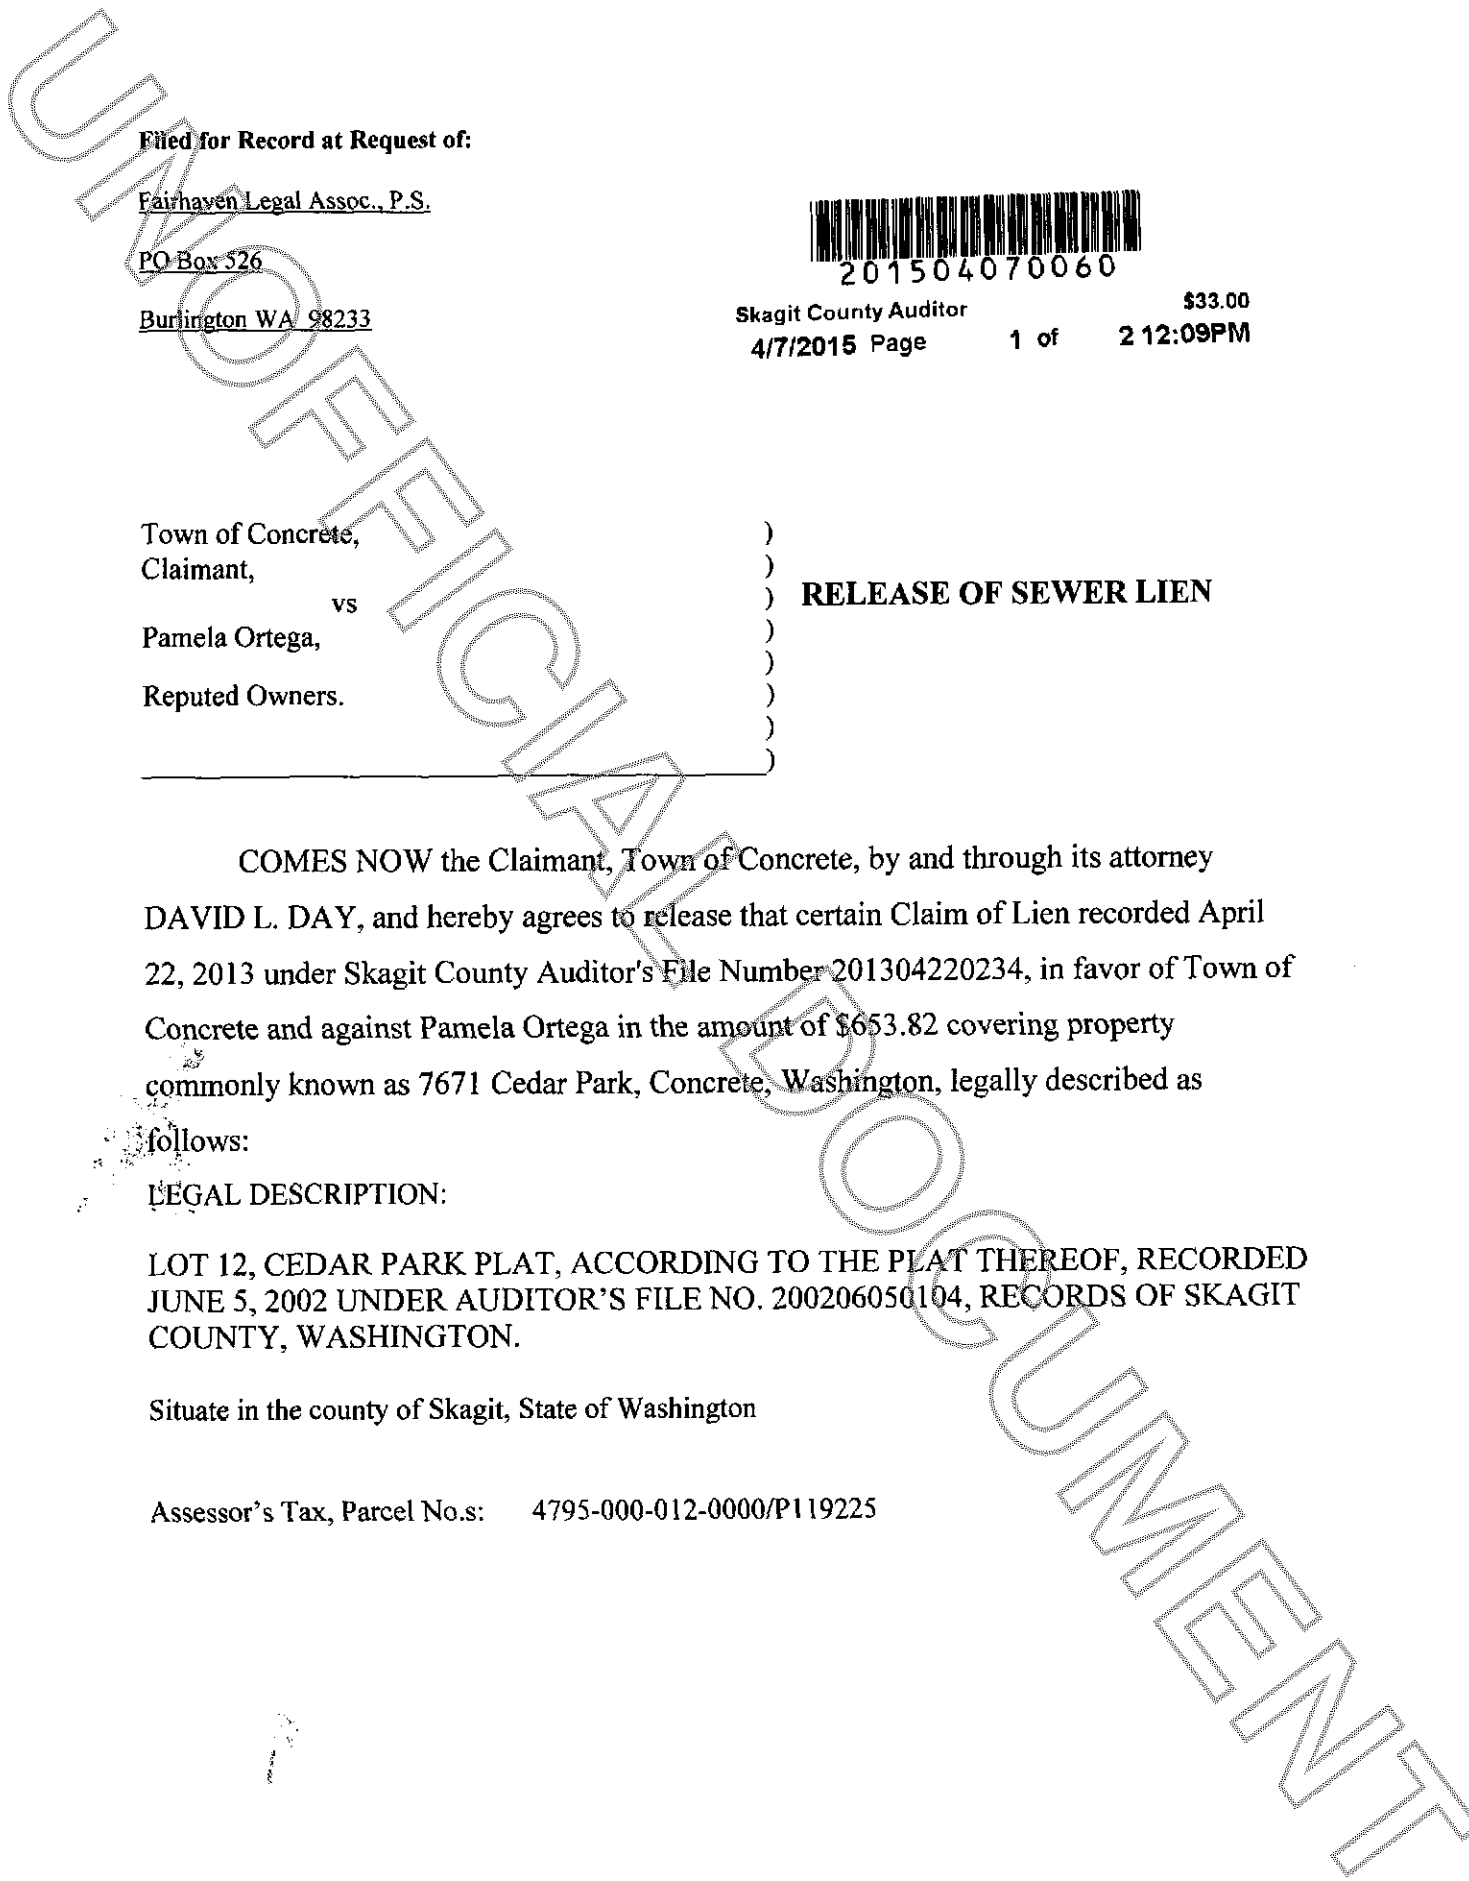 Filed for Record at Request of:
Fairhaven Legal Assoc., P.S.
PO Box 526
Burlington WA 98233
201504070060
Skagit County Auditor $33.00
4/7/2015 Page 1 of 2 12:09PM
Town of Concrete, )
Claimant, )
vs ) RELEASE OF SEWER LIEN
Pamela Ortega, )
)
Reputed Owners. )
)
)
COMES NOW the Claimant, Town of Concrete, by and through its attorney
DAVID L. DAY, and hereby agrees to release that certain Claim of Lien recorded April
22, 2013 under Skagit County Auditor's File Number 201304220234, in favor of Town of
Concrete and against Pamela Ortega in the amount of $653.82 covering property
commonly known as 7671 Cedar Park, Concrete, Washington, legally described as
follows:
LEGAL DESCRIPTION:
LOT 12, CEDAR PARK PLAT, ACCORDING TO THE PLAT THEREOF, RECORDED
JUNE 5, 2002 UNDER AUDITOR'S FILE NO. 200206050104, RECORDS OF SKAGIT
COUNTY, WASHINGTON.
Situate in the county of Skagit, State of Washington
Assessor's Tax, Parcel No.s: 4795-000-012-0000/P119225
UNOFFICIAL DOCUMENT